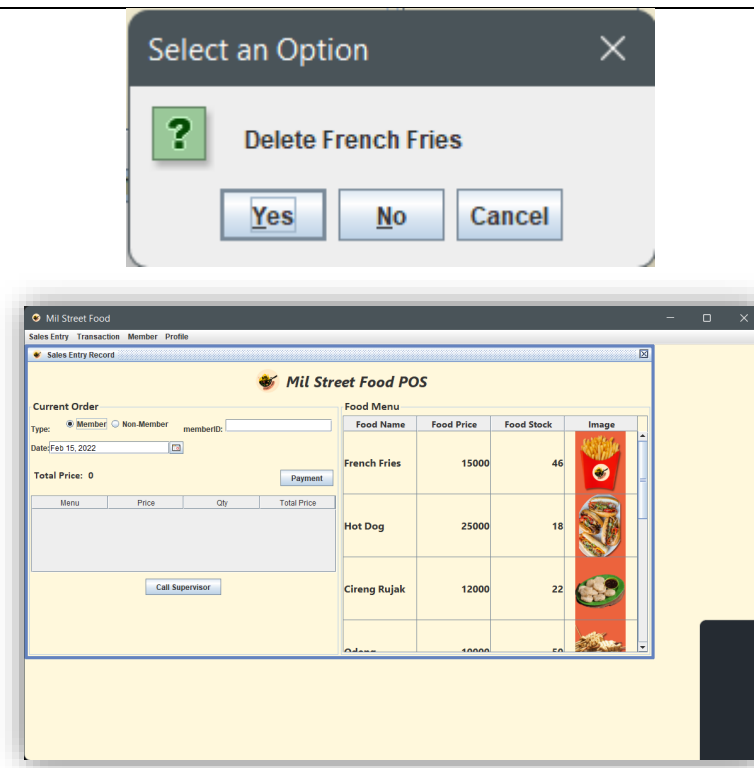 Select an Option
?
Delete French Fries
Yes No Cancel
Mil Street Food
Sales Entry Transaction Member Profile
Sales Entry Record
Mil Street Food POS
Current Order
Type: Member Non-Member memberID:
Date: Feb 15, 2022
Total Price: 0
Payment
Menu Price Qty Total Price
Call Supervisor
Food Menu
Food Name Food Price Food Stock Image
French Fries 15000 46
Hot Dog 25000 18
Cireng Rujak 12000 22
Odeng 10000 50